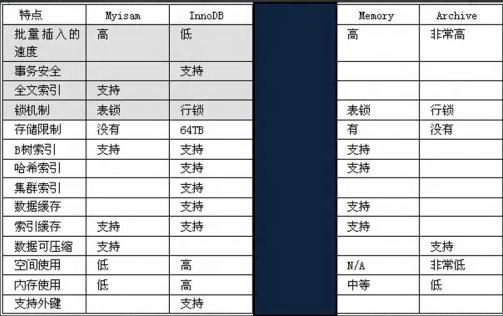 特点 Myisam InnoDB Memory Archive
批量插入的 高 低 高 非常高
速度
事务安全 支持
全文索引 支持
锁机制 表锁 行锁 表锁 行锁
存储限制 没有 64TB 有 没有
B树索引 支持 支持 支持
哈希索引 支持 支持
集群索引 支持
数据缓存 支持 支持
索引缓存 支持 支持 支持
数据可压缩 支持 支持
空间使用 低 高 N/A 非常低
内存使用 低 高 中等 低
支持外键 支持